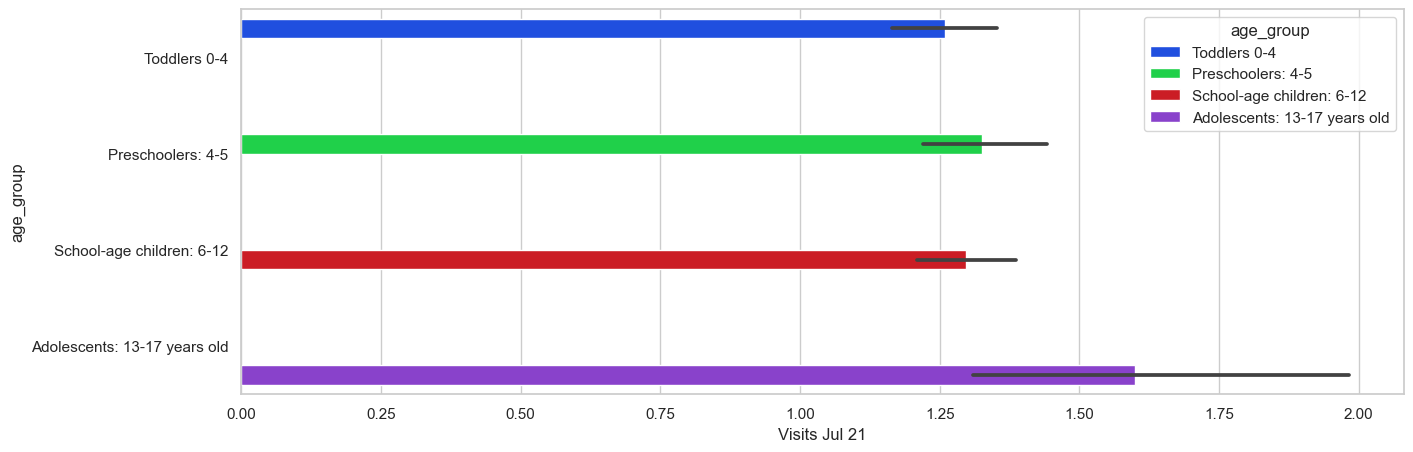 age_group
Toddlers 0-4
Preschoolers: 4-5
School-age children: 6-12
Adolescents: 13-17 years old
age_group
Toddlers 0-4
Preschoolers: 4-5
School-age children: 6-12
Adolescents: 13-17 years old
0.00 0.25 0.50 0.75 1.00 1.25 1.50 1.75 2.00
Visits Jul 21